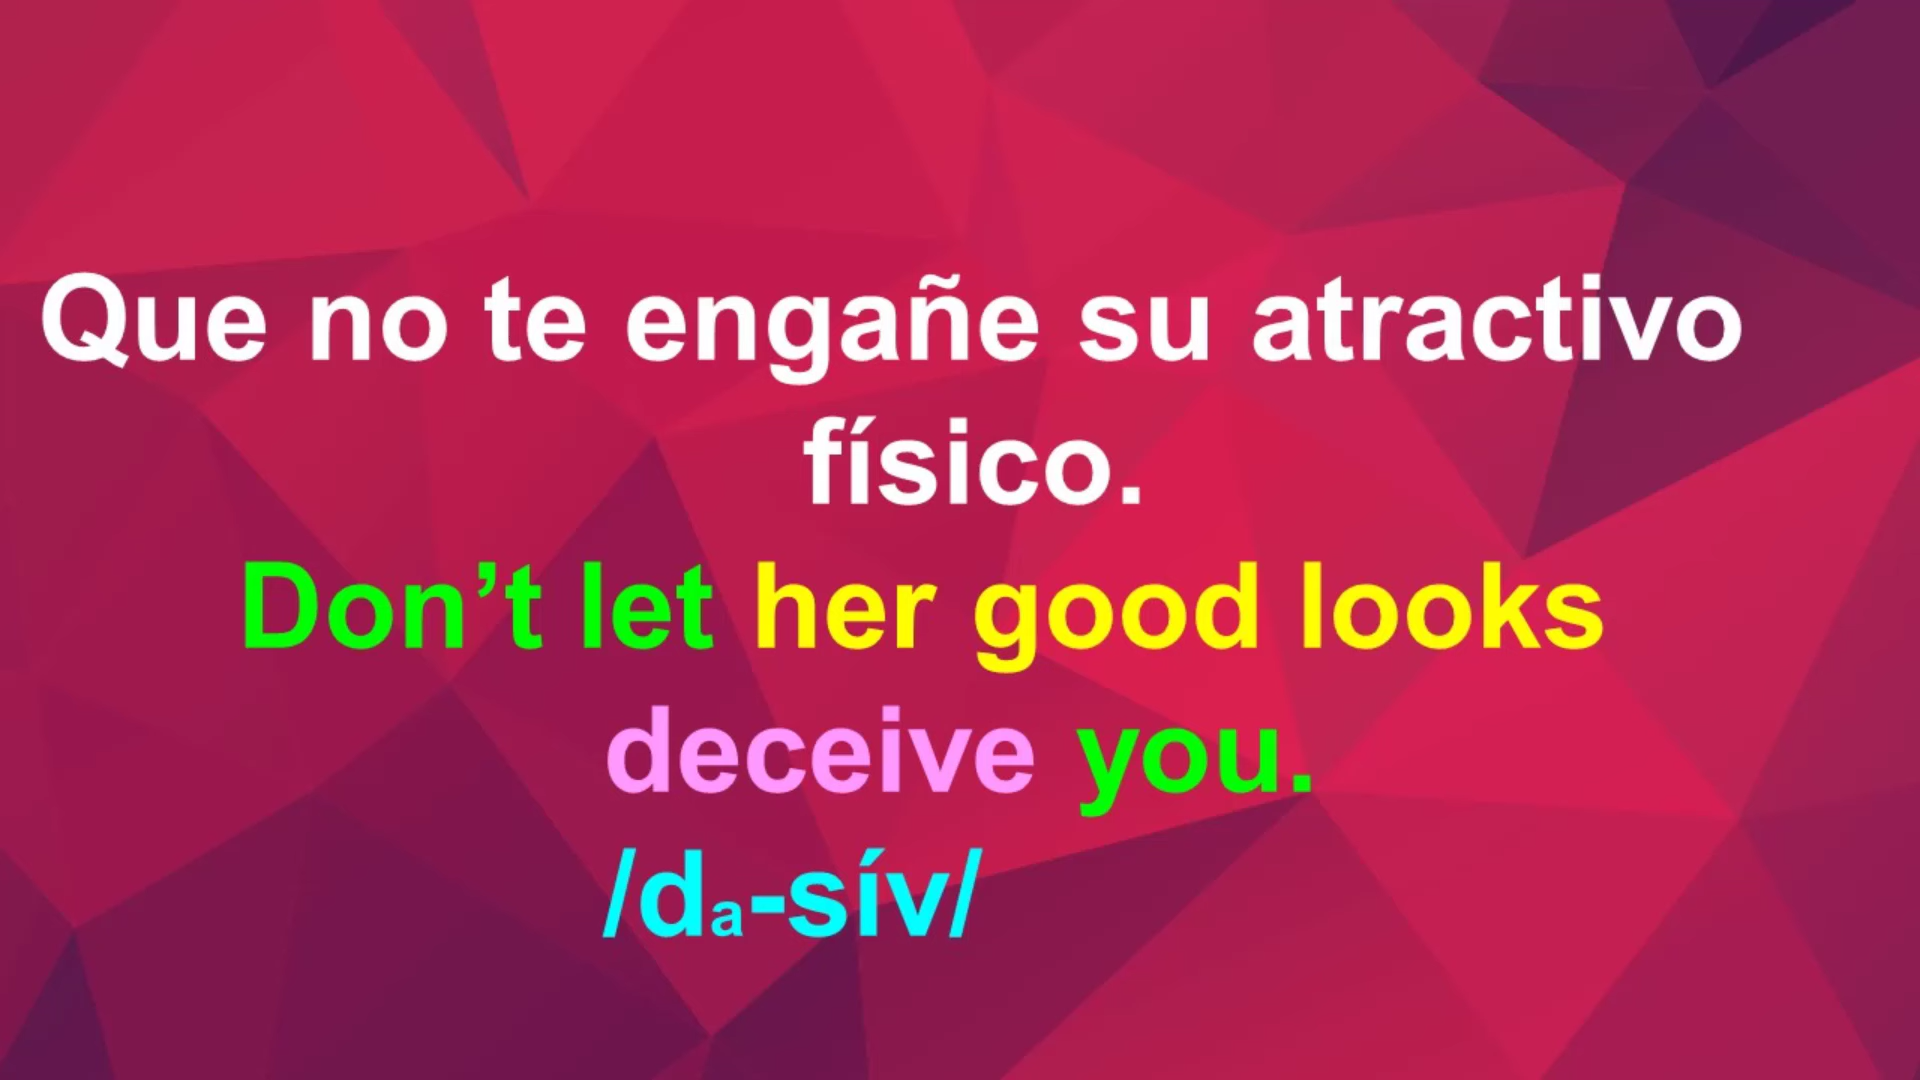 Que no te engañe su atractivo
físico.
Don’t let her good looks
deceive you.
/da-sív/